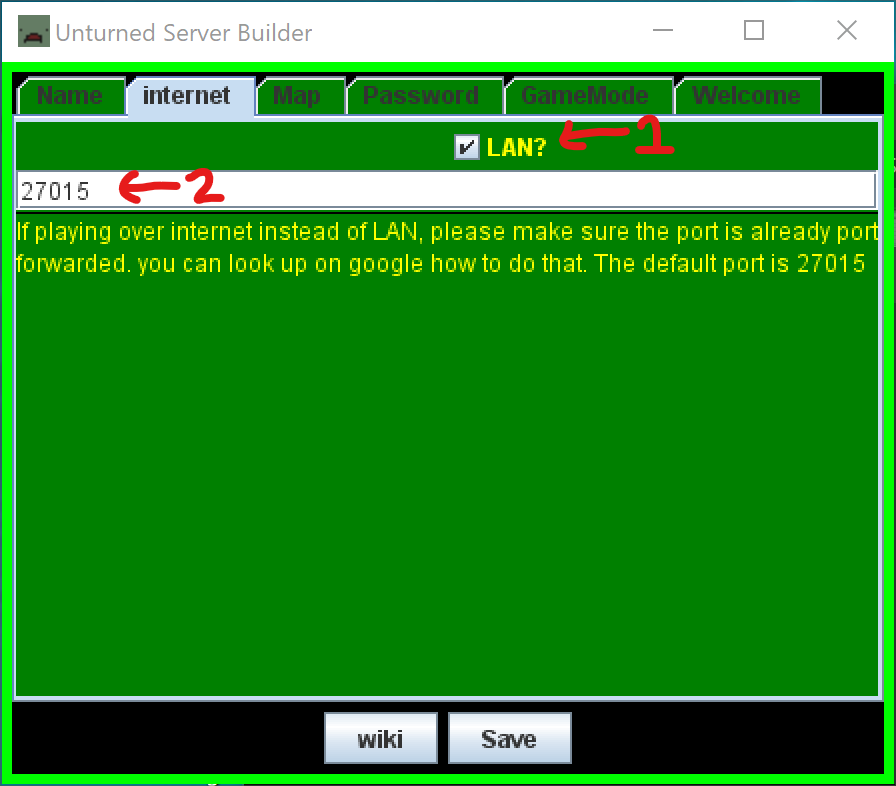 Unturned Server Builder
Name internet Map Password GameMode Welcome
LAN? 1
27015 2
If playing over internet instead of LAN, please make sure the port is already port
forwarded. you can look up on google how to do that. The default port is 27015
wiki Save